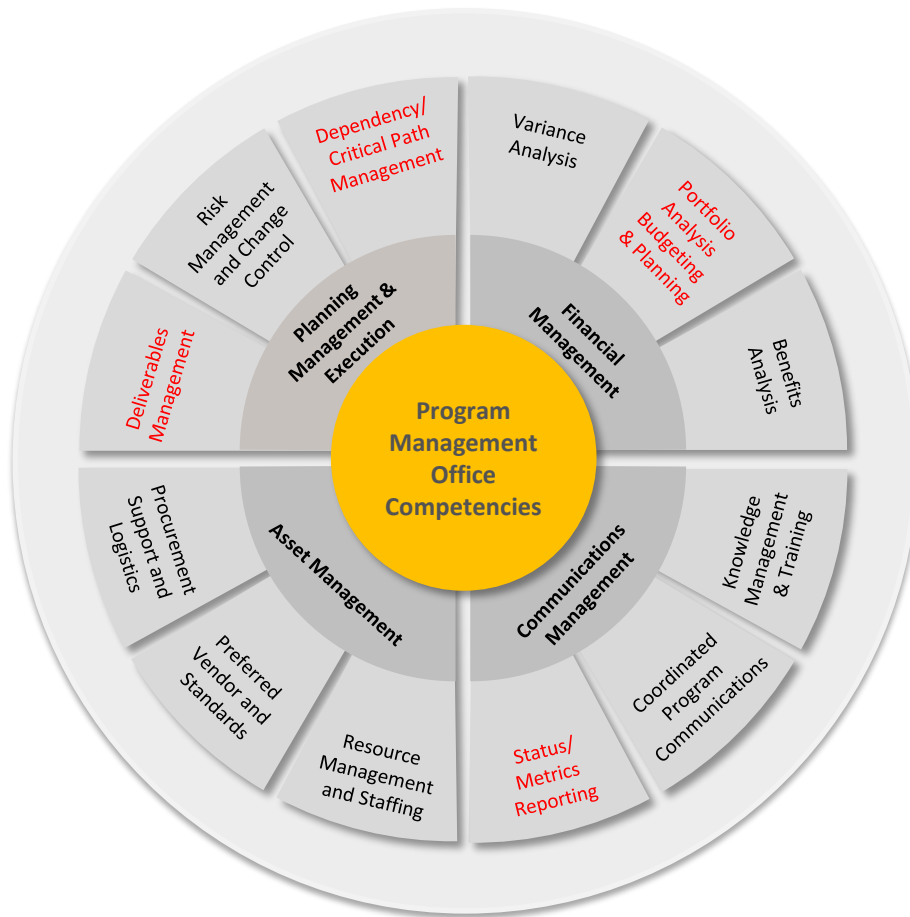 Program
Management
Office
Competencies
Planning
Management &
Execution
Financial
Management
Communications
Management
Asset Management
Dependency/
Critical Path
Management
Variance
Analysis
Portfolio
Analysis
Budgeting
& Planning
Benefits
Analysis
Knowledge
Management
& Training
Coordinated
Program
Communications
Status/
Metrics
Reporting
Resource
Management
and Staffing
Preferred
Vendor and
Standards
Procurement
Support and
Logistics
Deliverables
Management
Risk
Management
and Change
Control